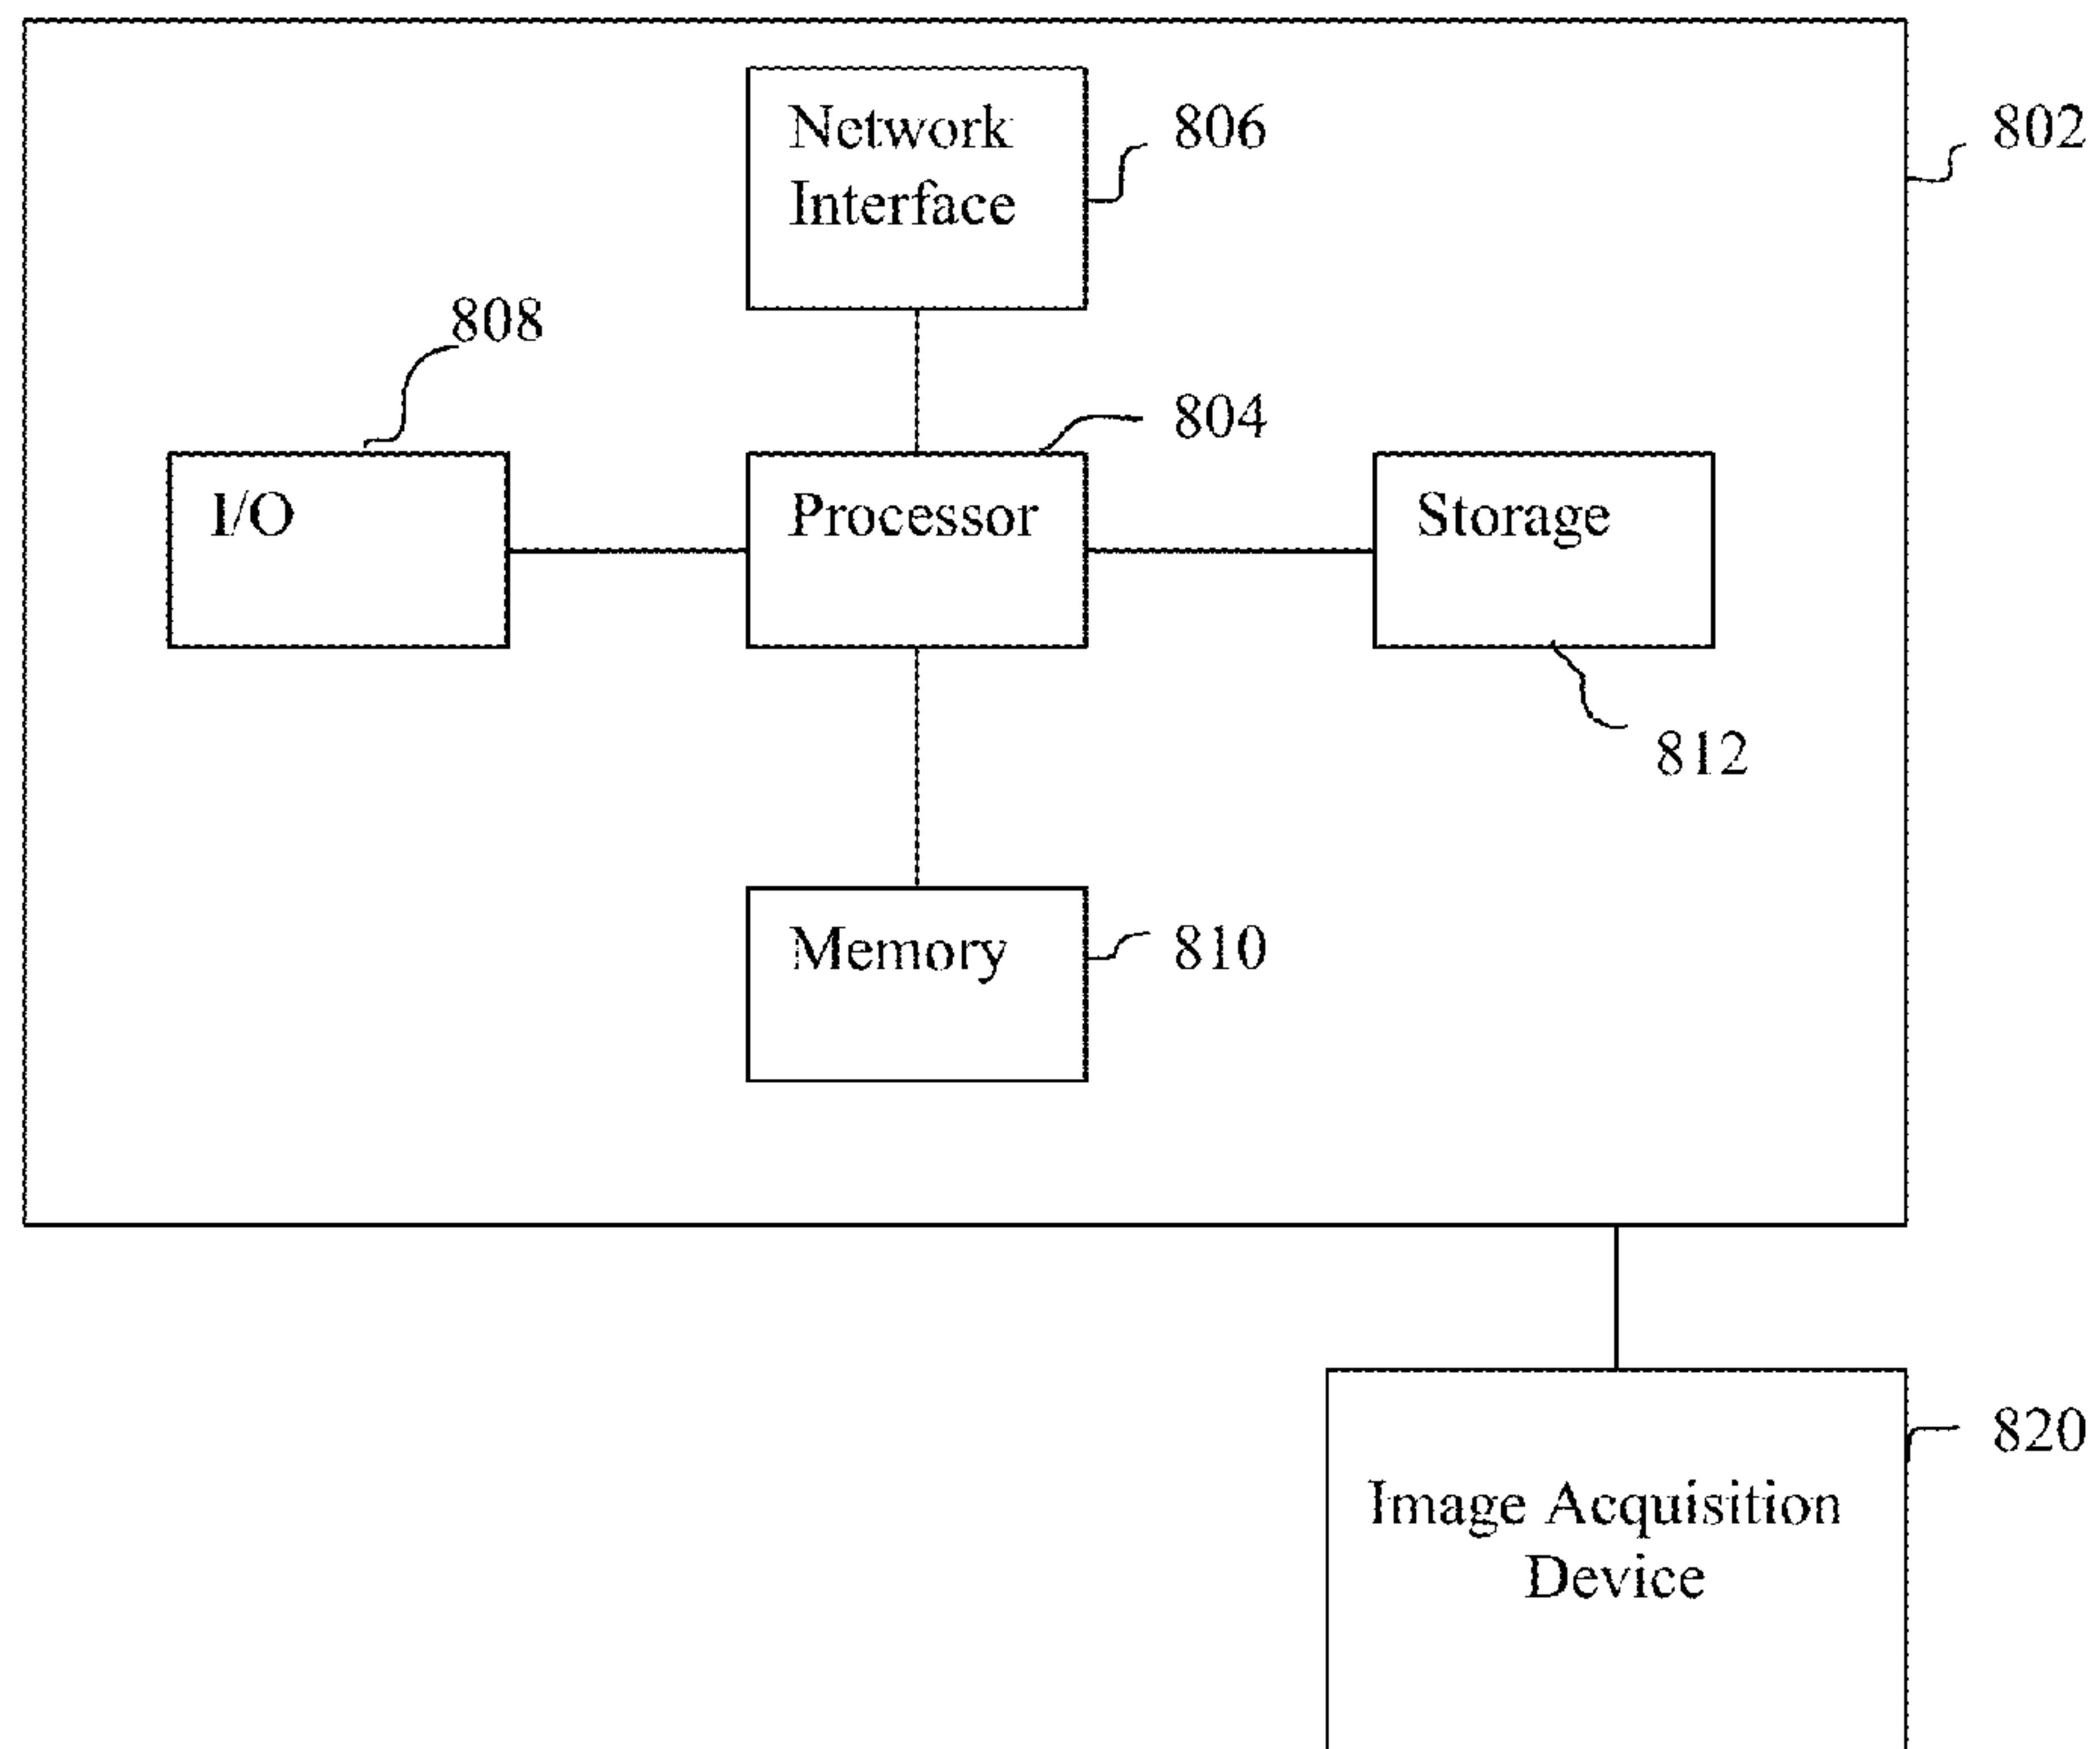 Network
Interface
806
802
808
804
I/O
Processor
Storage
812
Memory
810
820
Image Acquisition
Device